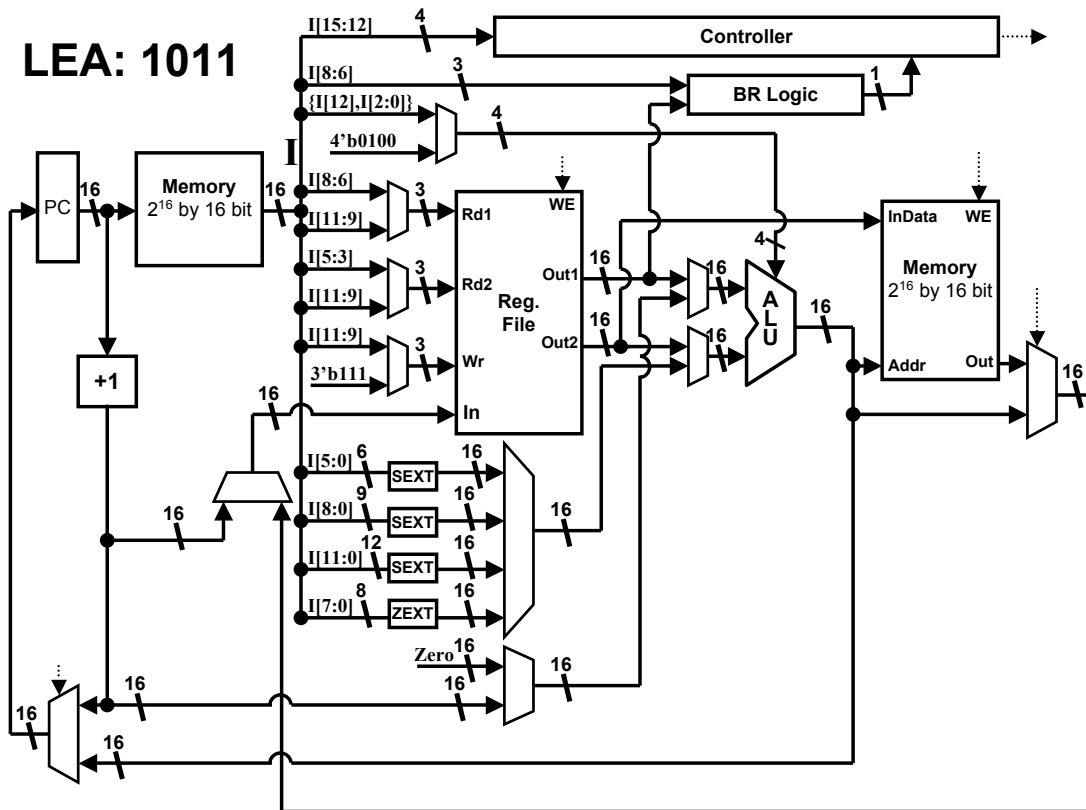 LEA: 1011
I[15:12]
4
Controller
I[8:6]
3
BR Logic
1
{I[12],I[2:0]}
4
4'b0100
I
PC
16
Memory
2^16 by 16 bit
16
I[8:6]
3
Rd1
WE
I[11:9]
I[5:3]
3
Rd2
I[11:9]
Reg.
File
Out1
16
Out2
16
I[11:9]
3
Wr
3'b111
16
In
16
16
4
ALU
16
InData
WE
Memory
2^16 by 16 bit
Addr
Out
16
+1
I[5:0]
6
SEXT
16
I[8:0]
9
SEXT
16
16
I[11:0]
12
SEXT
16
I[7:0]
8
ZEXT
16
16
Zero
16
16
16
16
16
16